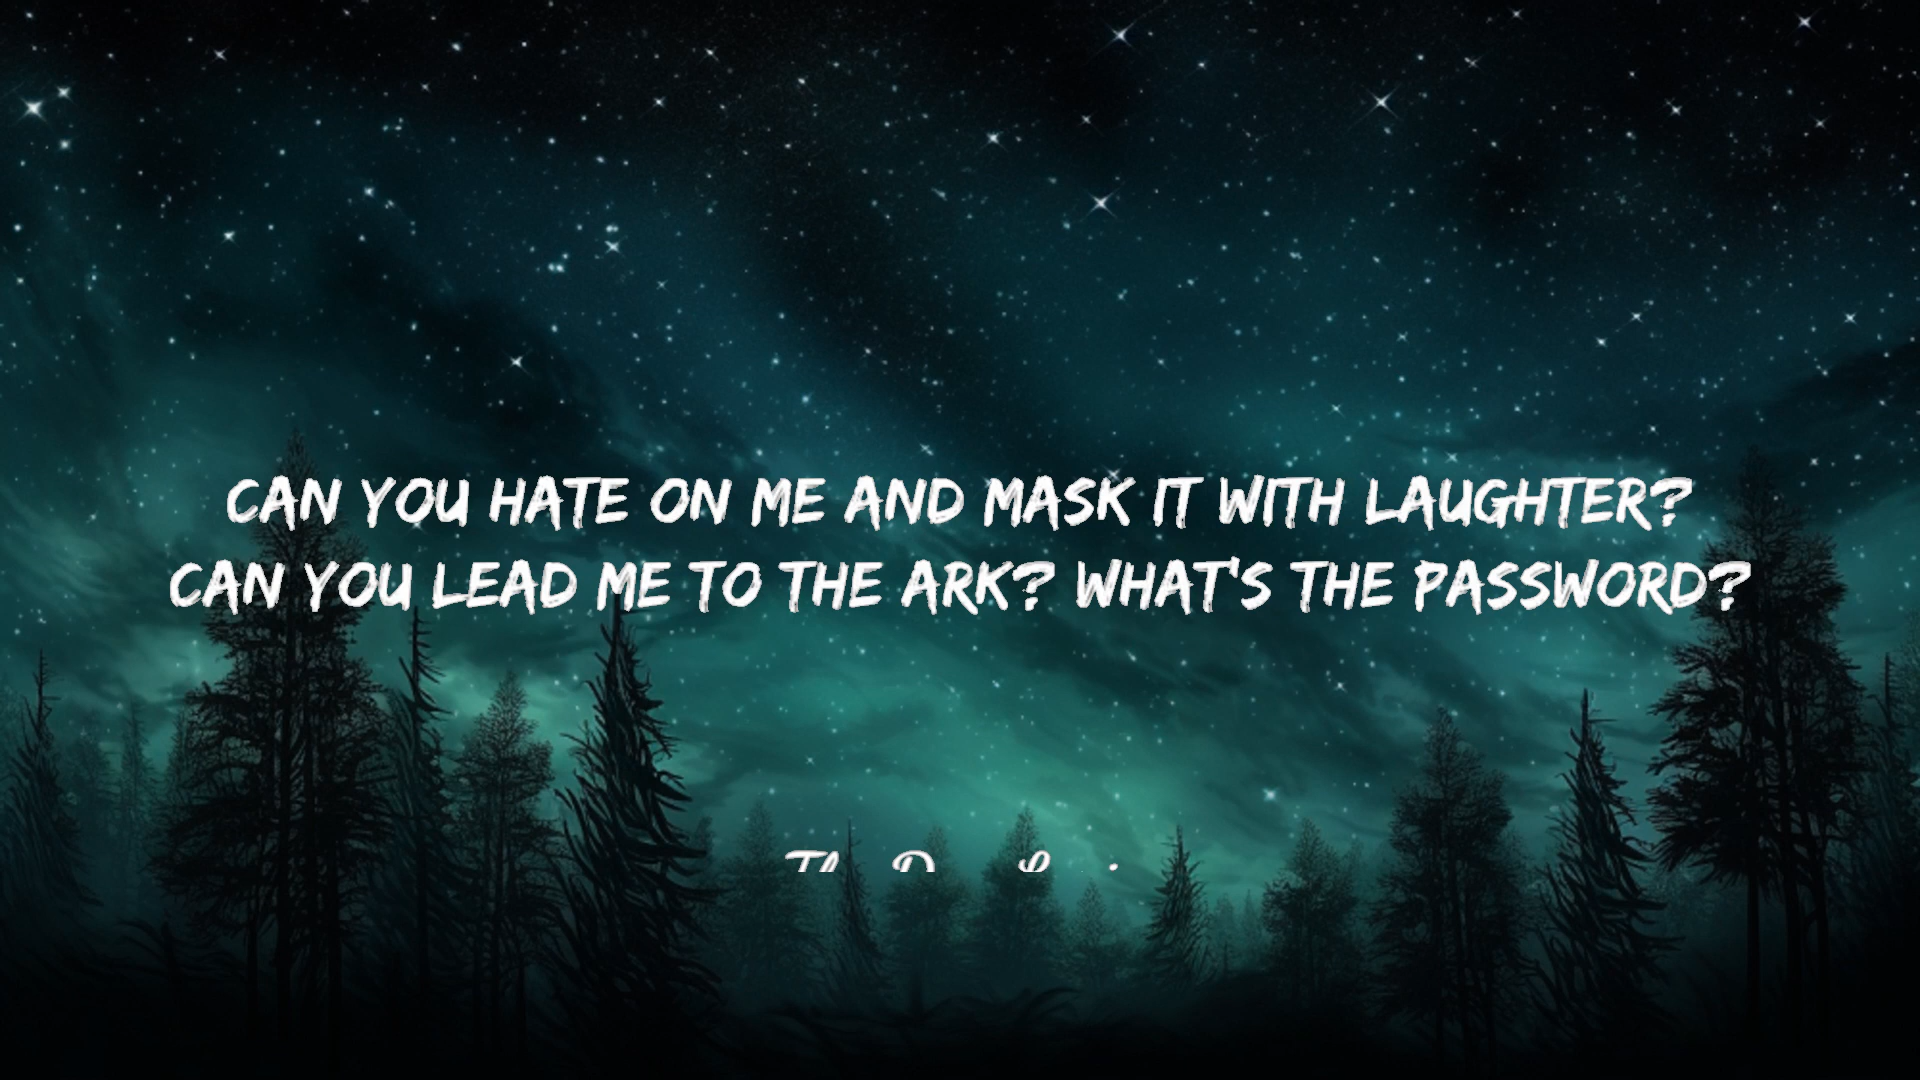 CAN YOU HATE ON ME AND MASK IT WITH LAUGHTER?
CAN YOU LEAD ME TO THE ARK? WHAT'S THE PASSWORD?